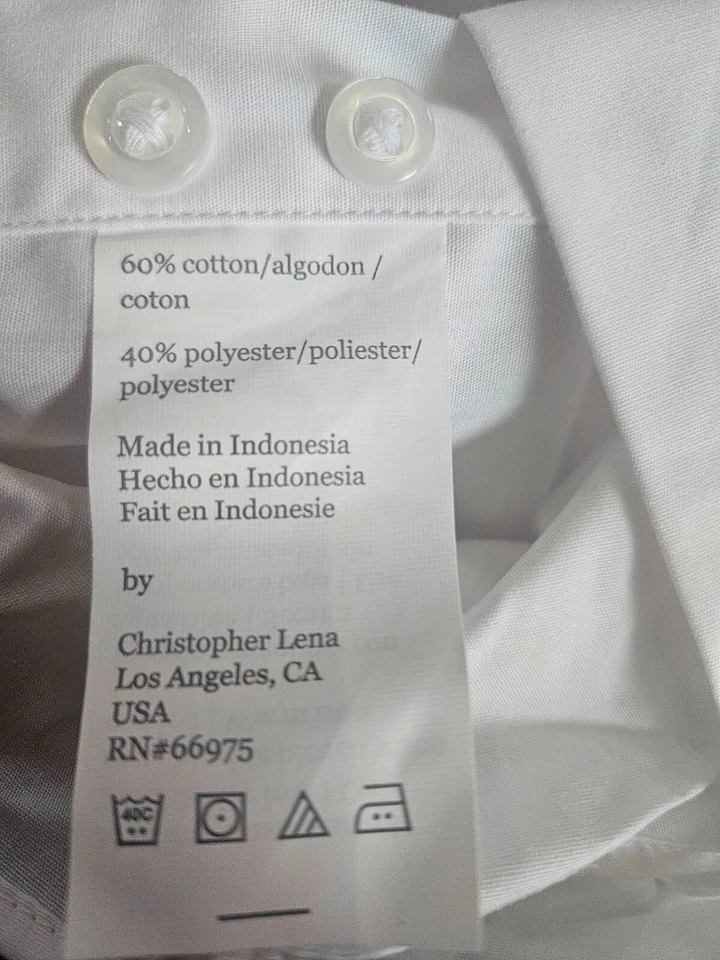 60% cotton/algodon /
coton
40% polyester/poliester/
polyester
Made in Indonesia
Hecho en Indonesia
Fait en Indonesie
by
Christopher Lena
Los Angeles, CA
USA
RN#66975
40C